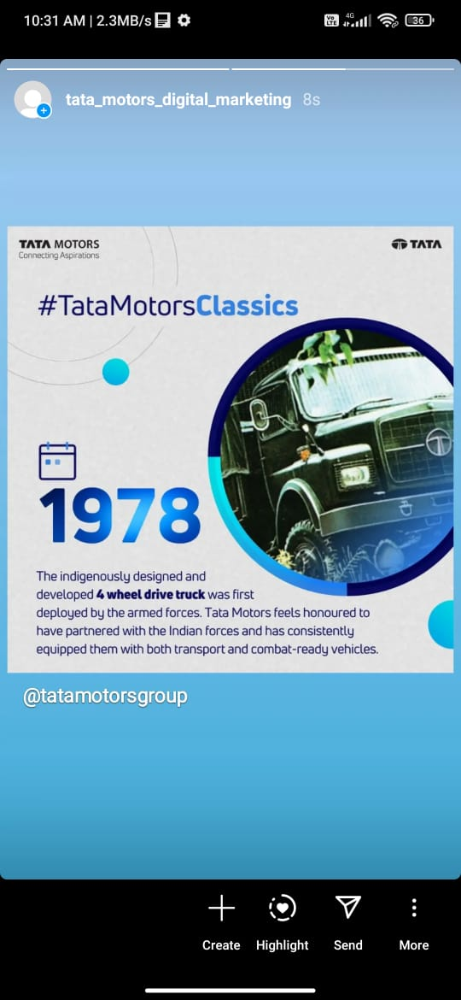 10:31 AM | 2.3MB/s
Vo LTE 4G 36
tata_motors_digital_marketing 8s
TATA MOTORS
Connecting Aspirations
TATA
#TataMotorsClassics
1978
The indigenously designed and
developed 4 wheel drive truck was first
deployed by the armed forces. Tata Motors feels honoured to
have partnered with the Indian forces and has consistently
equipped them with both transport and combat-ready vehicles.
@tatamotorsgroup
Create Highlight Send More